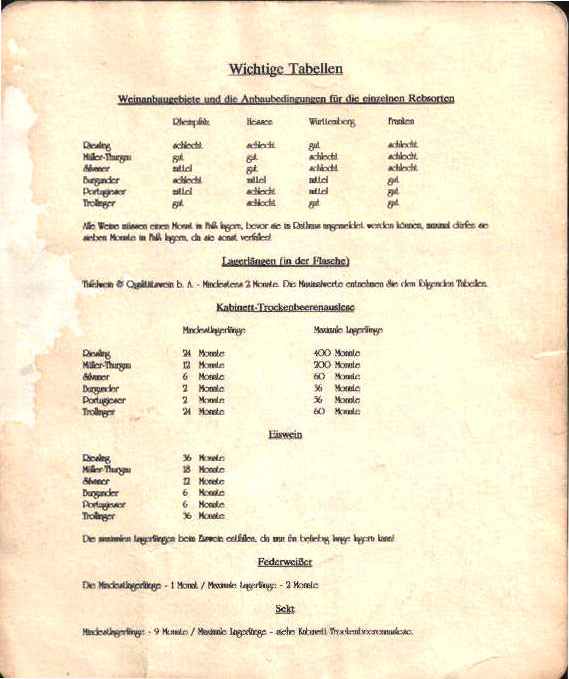 Wichtige Tabellen
Weinanbaugebiete und die Anbaubedingungen für die einzelnen Rebsorten
Rheinpfalz Hessen Württemberg Franken
Riesling schlecht schlecht gut schlecht
Müller-Thurgau gut gut schlecht schlecht
Silvaner mittel gut schlecht schlecht
Burgunder schlecht mittel mittel gut
Portugieser mittel schlecht mittel gut
Trollinger gut schlecht gut gut
Alle Weine müssen einen Monat im Faß lagern, bevor sie im Rathaus angemeldet werden können, maximal dürfen sie
sieben Monate im Faß lagern, da sie sonst verfallen!
Lagerlängen (in der Flasche)
Tafelwein & Qualitätswein b. A. - Mindestens 2 Monate. Die Maximalwerte entnehmen Sie den folgenden Tabellen.
Kabinett-Trockenbeerenauslese
Mindestlagerlänge Maximale Lagerlänge
Riesling 24 Monate 400 Monate
Müller-Thurgau 12 Monate 200 Monate
Silvaner 6 Monate 60 Monate
Burgunder 2 Monate 36 Monate
Portugieser 2 Monate 36 Monate
Trollinger 24 Monate 60 Monate
Eiswein
Riesling 36 Monate
Müller-Thurgau 18 Monate
Silvaner 12 Monate
Burgunder 6 Monate
Portugieser 6 Monate
Trollinger 36 Monate
Die maximalen Lagerlängen beim Eiswein entfallen, da man ihn beliebig lange lagern kann!
Federweißer
Die Mindestlagerlänge - 1 Monat / Maximale Lagerlänge - 2 Monate
Sekt
Mindestlagerlänge - 9 Monate / Maximale Lagerlänge - siehe Kabinett-Trockenbeerenauslese.